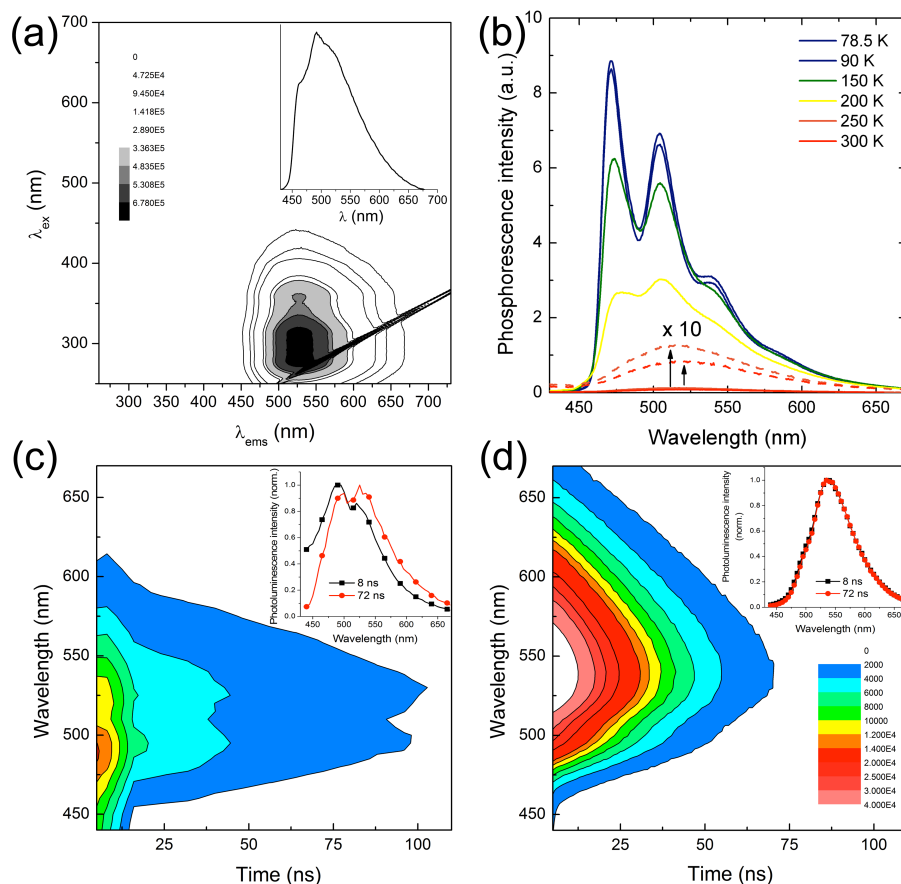 (a)
700
600
500
400
300
λex (nm)
0
4.725E4
9.450E4
1.418E5
2.890E5
3.363E5
4.835E5
5.308E5
6.780E5
450 500 550 600 650 700
λ (nm)
300 350 400 450 500 550 600 650 700
λems (nm)
(b)
10
8
6
4
2
0
Phosphorescence intensity (a.u.)
78.5 K
90 K
150 K
200 K
250 K
300 K
x 10
450 500 550 600 650
Wavelength (nm)
(c)
650
600
550
500
450
Wavelength (nm)
Photoluminescence intensity (norm.)
1.0
0.8
0.6
0.4
0.2
0.0
8 ns
72 ns
450 500 550 600 650
Wavelength (nm)
25 50 75 100
Time (ns)
(d)
650
600
550
500
450
Wavelength (nm)
Photoluminescence intensity
(norm.)
1.0
0.8
0.6
0.4
0.2
0.0
8 ns
72 ns
450 500 550 600 650
Wavelength (nm)
0
2000
4000
6000
8000
10000
1.200E4
1.400E4
2.000E4
2.500E4
3.000E4
4.000E4
25 50 75 100
Time (ns)